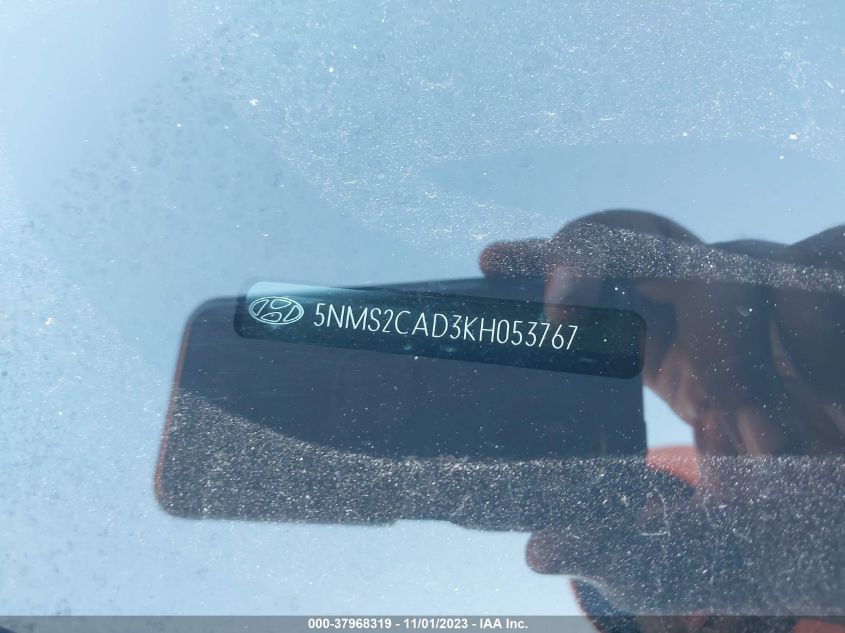 5NMS2CAD3KH053767
000-37968319 - 11/01/2023 - IAA Inc.